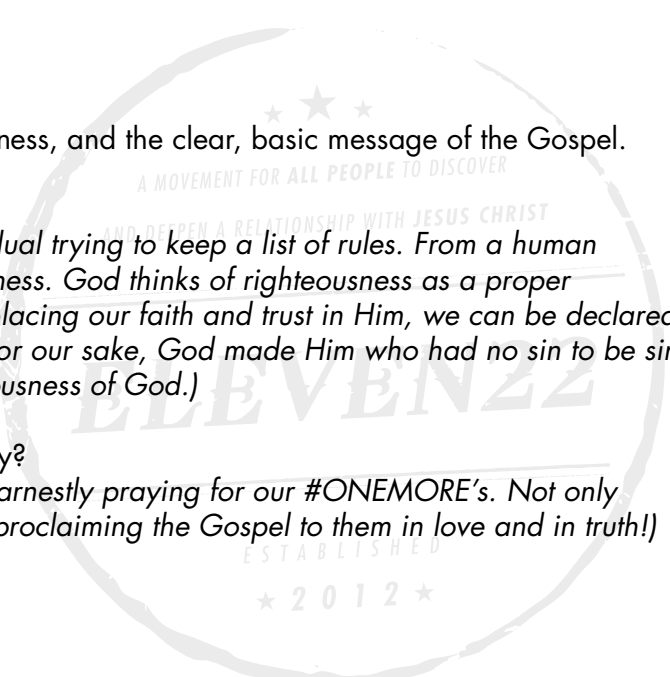 ness, and the clear, basic message of the Gospel.
A MOVEMENT FOR ALL PEOPLE TO DISCOVER
AND DEEPEN A RELATIONSHIP WITH JESUS CHRIST
dual trying to keep a list of rules. From a human
ness. God thinks of righteousness as a proper
placing our faith and trust in Him, we can be declared
or our sake, God made Him who had no sin to be sin
ousness of God.)
ELEVEN22
y?
arnestly praying for our #ONEMORE's. Not only
proclaiming the Gospel to them in love and in truth!)
ESTABLISHED
★ 2012 ★